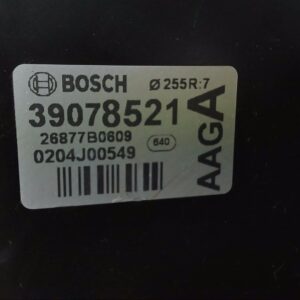 BOSCH Ø 255R:7
39078521
26877B0609
0204J00549
640
AAGA